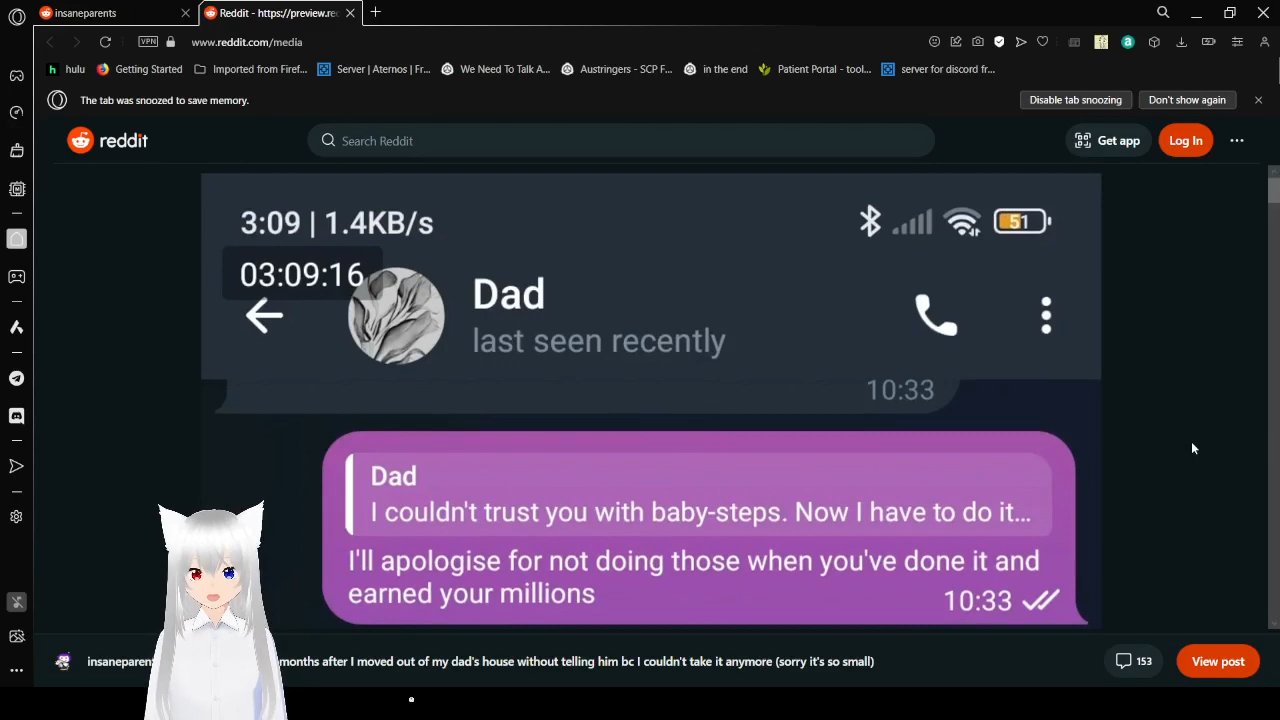 insaneparents
Reddit - https://preview.rec
VPN
www.reddit.com/media
a
h hulu
Getting Started
Imported from Firef...
Server | Aternos | Fr...
We Need To Talk A...
Austringers - SCP F...
in the end
Patient Portal - tool...
server for discord fr...
The tab was snoozed to save memory.
Disable tab snoozing
Don't show again
reddit
Search Reddit
Get app
Log In
3:09 | 1.4KB/s
51
03:09:16
Dad
last seen recently
10:33
Dad
I couldn't trust you with baby-steps. Now I have to do it...
I'll apologise for not doing those when you've done it and
earned your millions
10:33
insaneparen
months after I moved out of my dad's house without telling him bc I couldn't take it anymore (sorry it's so small)
153
View post